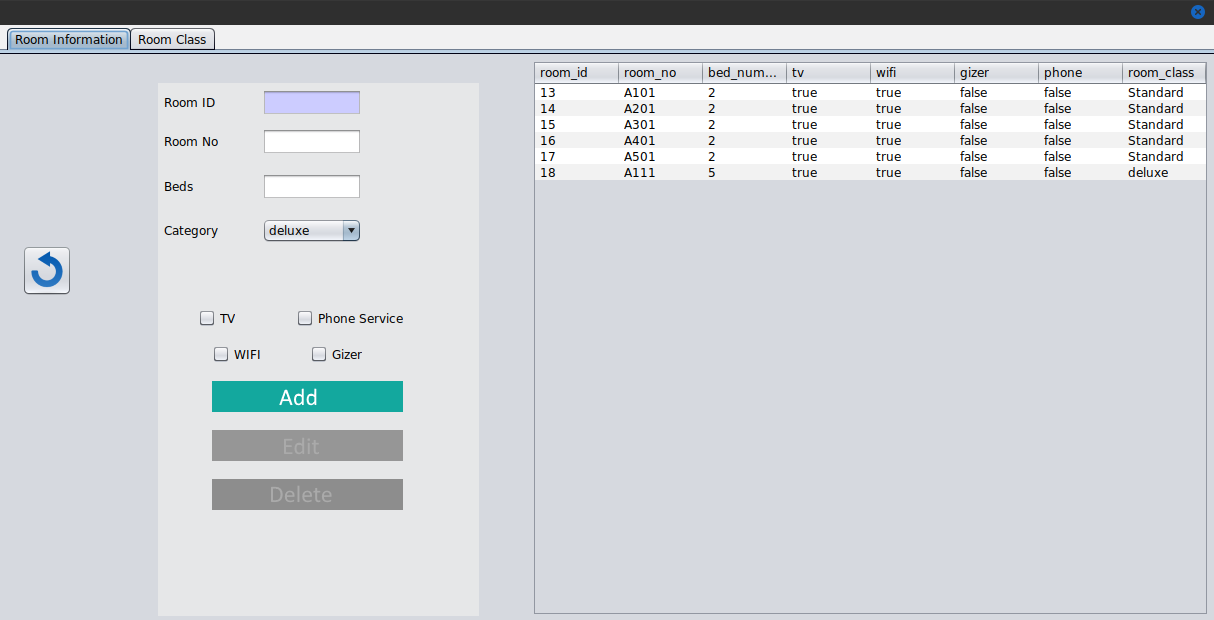 Room Information Room Class
Room ID
Room No
Beds
Category deluxe
TV Phone Service
WIFI Gizer
Add
Edit
Delete
room_id room_no bed_num... tv wifi gizer phone room_class
13 A101 2 true true false false Standard
14 A201 2 true true false false Standard
15 A301 2 true true false false Standard
16 A401 2 true true false false Standard
17 A501 2 true true false false Standard
18 A111 5 true true false false deluxe